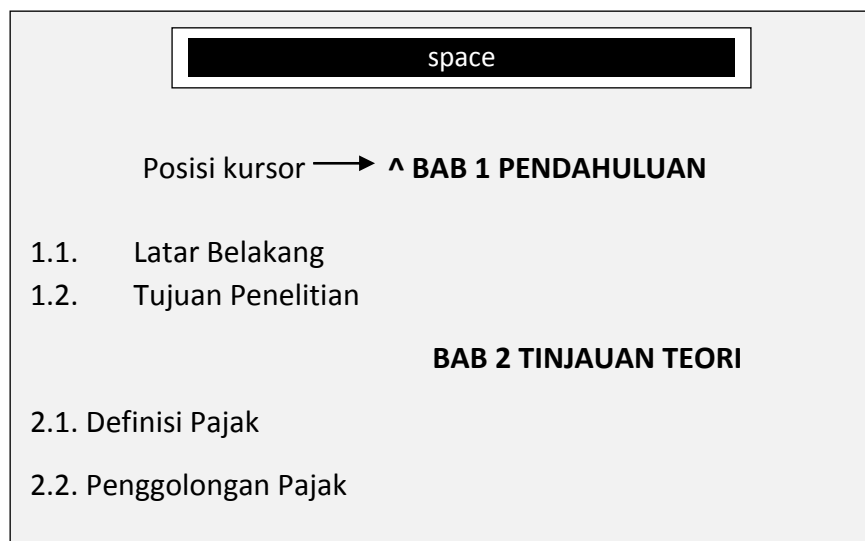 space
Posisi kursor ^ BAB 1 PENDAHULUAN
1.1. Latar Belakang
1.2. Tujuan Penelitian
BAB 2 TINJAUAN TEORI
2.1. Definisi Pajak
2.2. Penggolongan Pajak